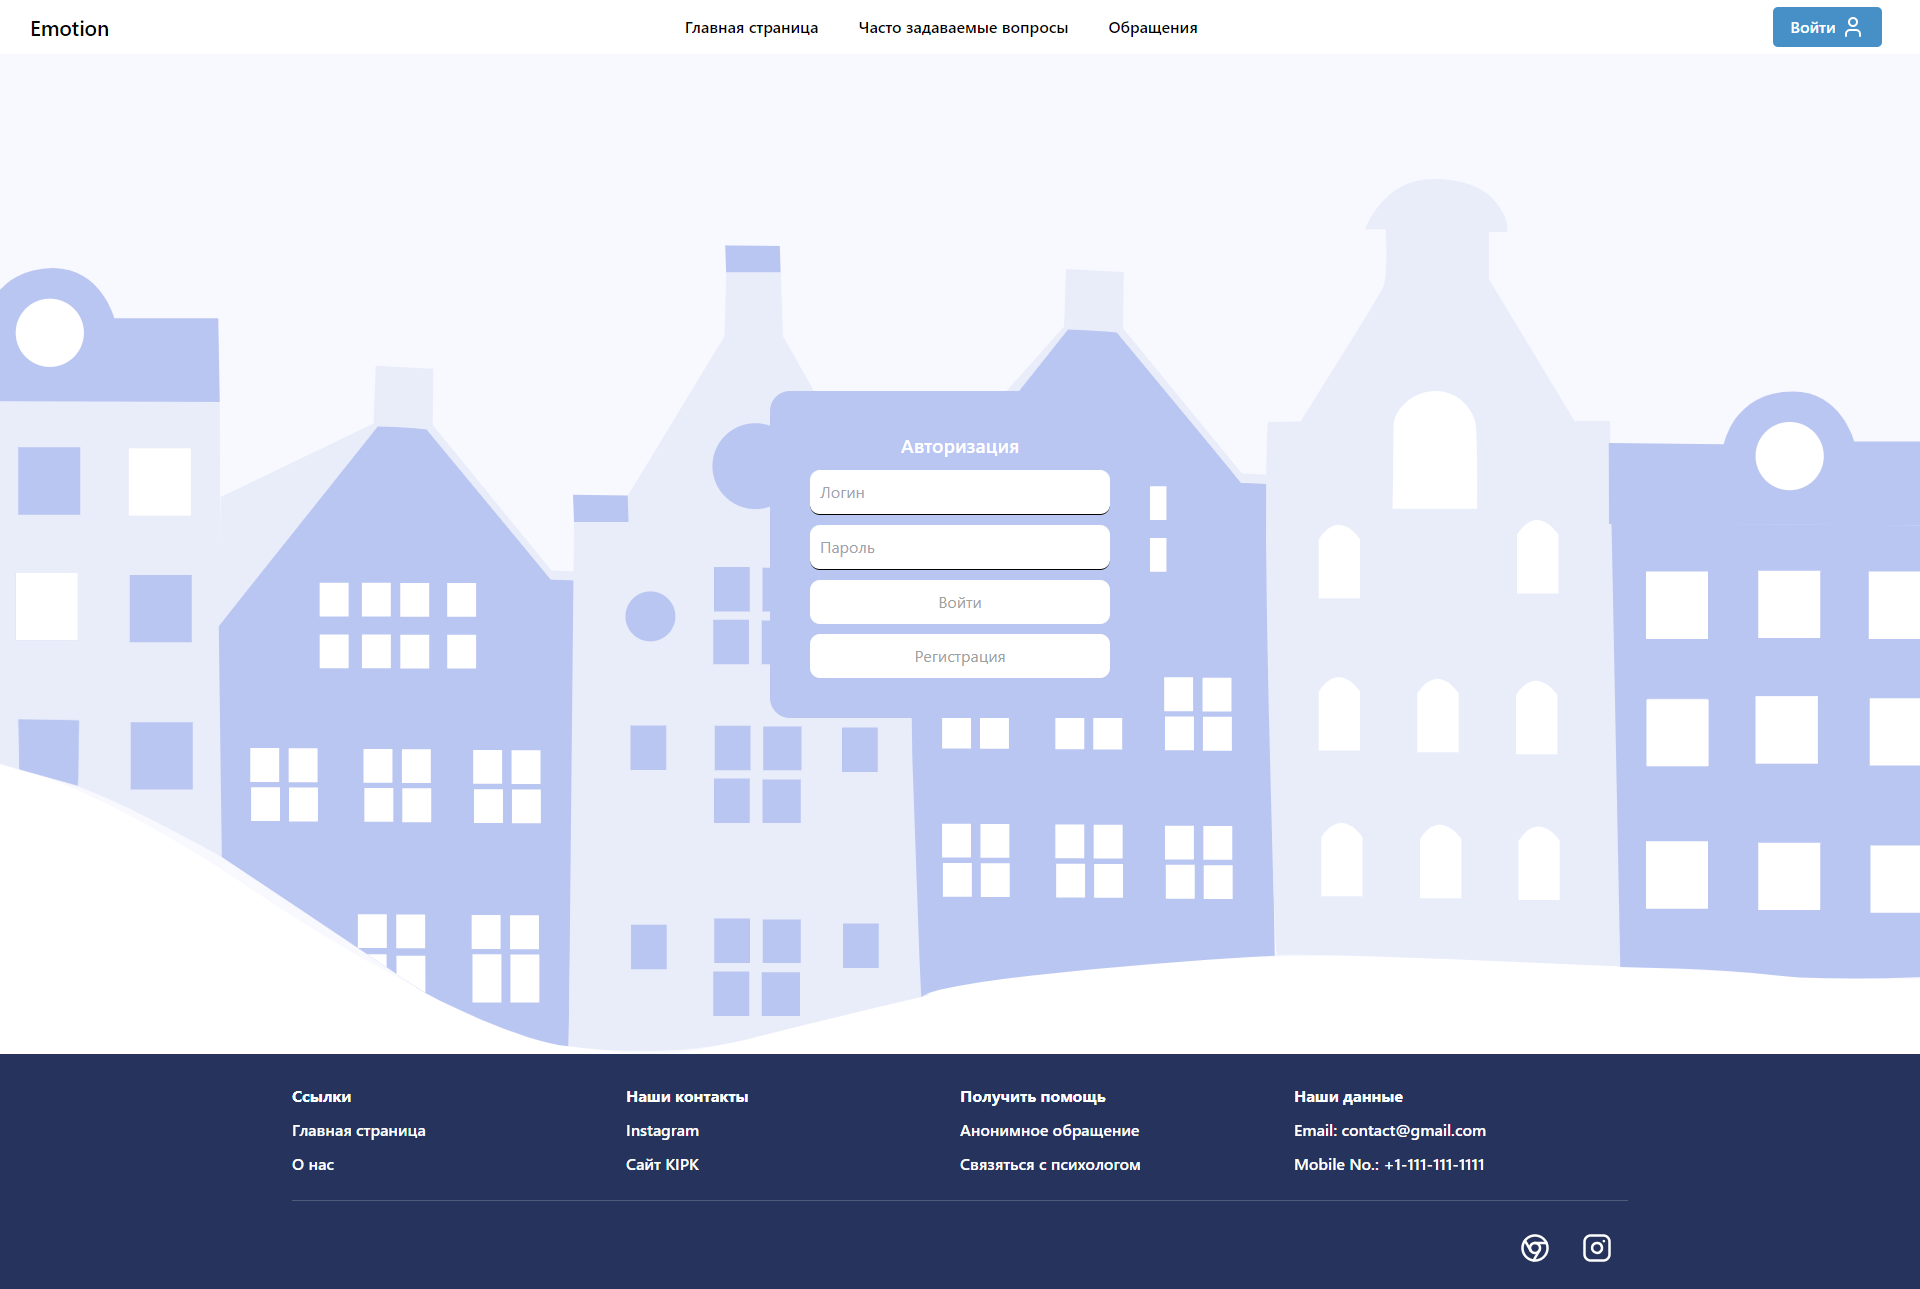 Emotion
Главная страница
Часто задаваемые вопросы
Обращения
Войти
Авторизация
Логин
Пароль
Войти
Регистрация
Ссылки
Главная страница
О нас
Наши контакты
Instagram
Сайт KIPK
Получить помощь
Анонимное обращение
Связяться с психологом
Наши данные
Email: contact@gmail.com
Mobile No.: +1-111-111-1111